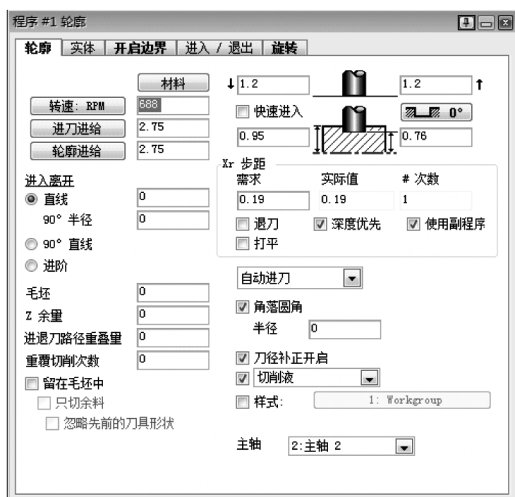 程序 #1 轮廓
轮廓 实体 开启边界 进入 / 退出 旋转
材料
转速: RPM 688
进刀进给 2.75
轮廓进给 2.75
进入离开
直线 0
90° 半径 0
90° 直线
进阶
毛坯 0
Z 余量 0
进退刀路径重叠量 0
重覆切削次数 0
留在毛坯中
只切余料
忽略先前的刀具形状
1.2 1.2
快速进入 0°
0.95 0.76
Xr 步距
需求 实际值 # 次数
0.19 0.19 1
退刀 深度优先 使用副程序
打平
自动进刀
角落圆角
半径 0
刀径补正开启
切削液
样式: 1: Workgroup
主轴 2:主轴 2